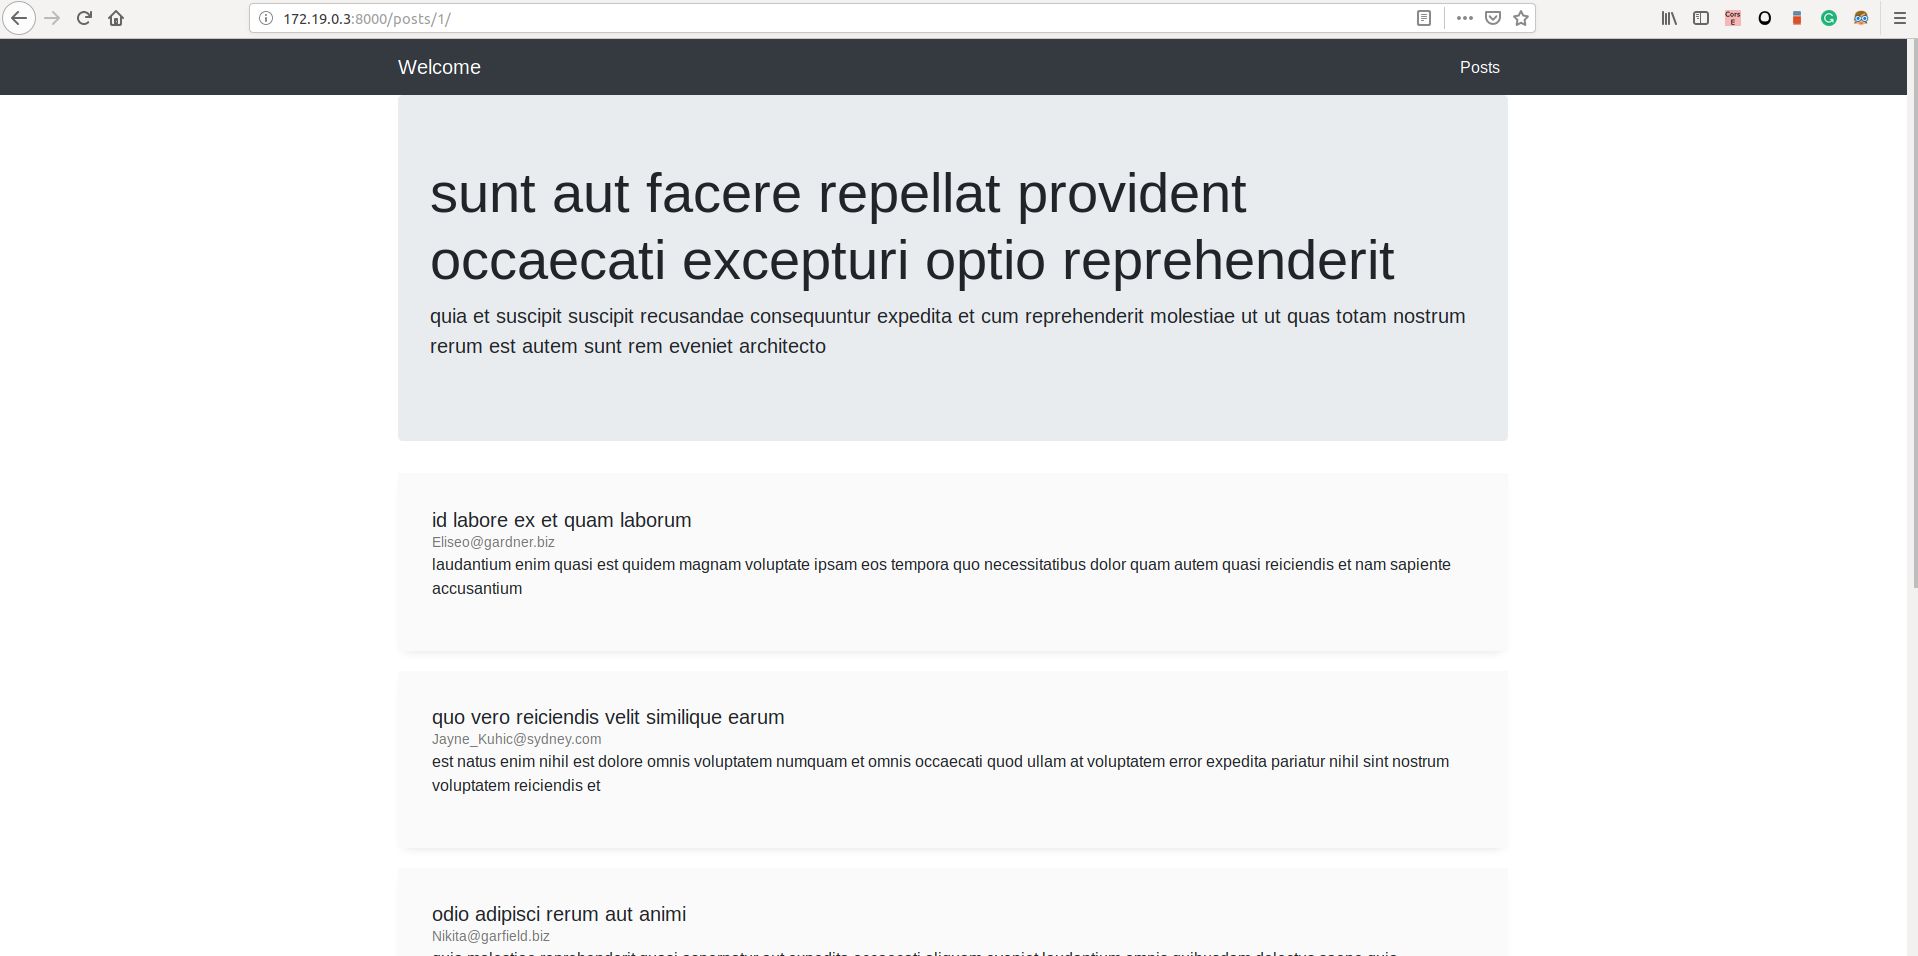 172.19.0.3:8000/posts/1/
Cors
E
Welcome
Posts
sunt aut facere repellat provident
occaecati excepturi optio reprehenderit
quia et suscipit suscipit recusandae consequuntur expedita et cum reprehenderit molestiae ut ut quas totam nostrum
rerum est autem sunt rem eveniet architecto
id labore ex et quam laborum
Eliseo@gardner.biz
laudantium enim quasi est quidem magnam voluptate ipsam eos tempora quo necessitatibus dolor quam autem quasi reiciendis et nam sapiente
accusantium
quo vero reiciendis velit similique earum
Jayne_Kuhic@sydney.com
est natus enim nihil est dolore omnis voluptatem numquam et omnis occaecati quod ullam at voluptatem error expedita pariatur nihil sint nostrum
voluptatem reiciendis et
odio adipisci rerum aut animi
Nikita@garfield.biz